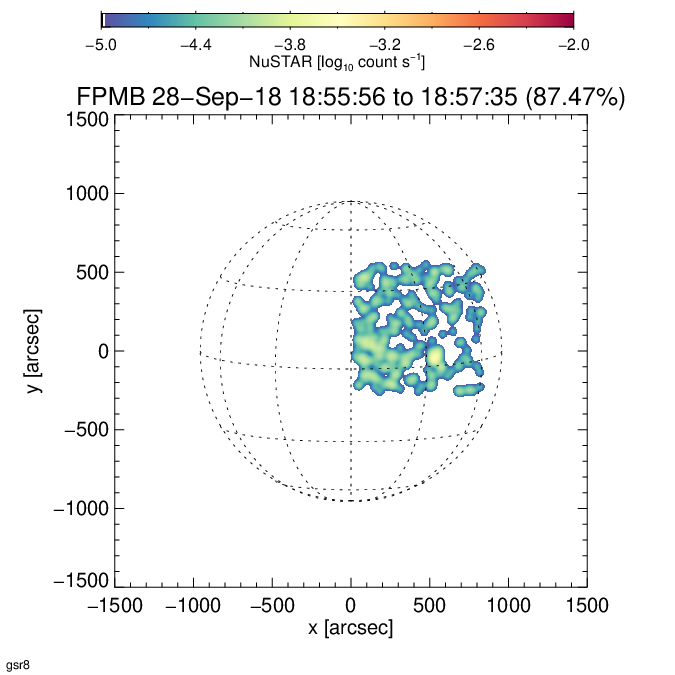 −5.0 −4.4 −3.8 −3.2 −2.6 −2.0
NuSTAR [log10 count s−1]
FPMB 28−Sep−18 18:55:56 to 18:57:35 (87.47%)
1500
1000
500
0
−500
−1000
−1500
y [arcsec]
−1500 −1000 −500 0 500 1000 1500
x [arcsec]
gsr8